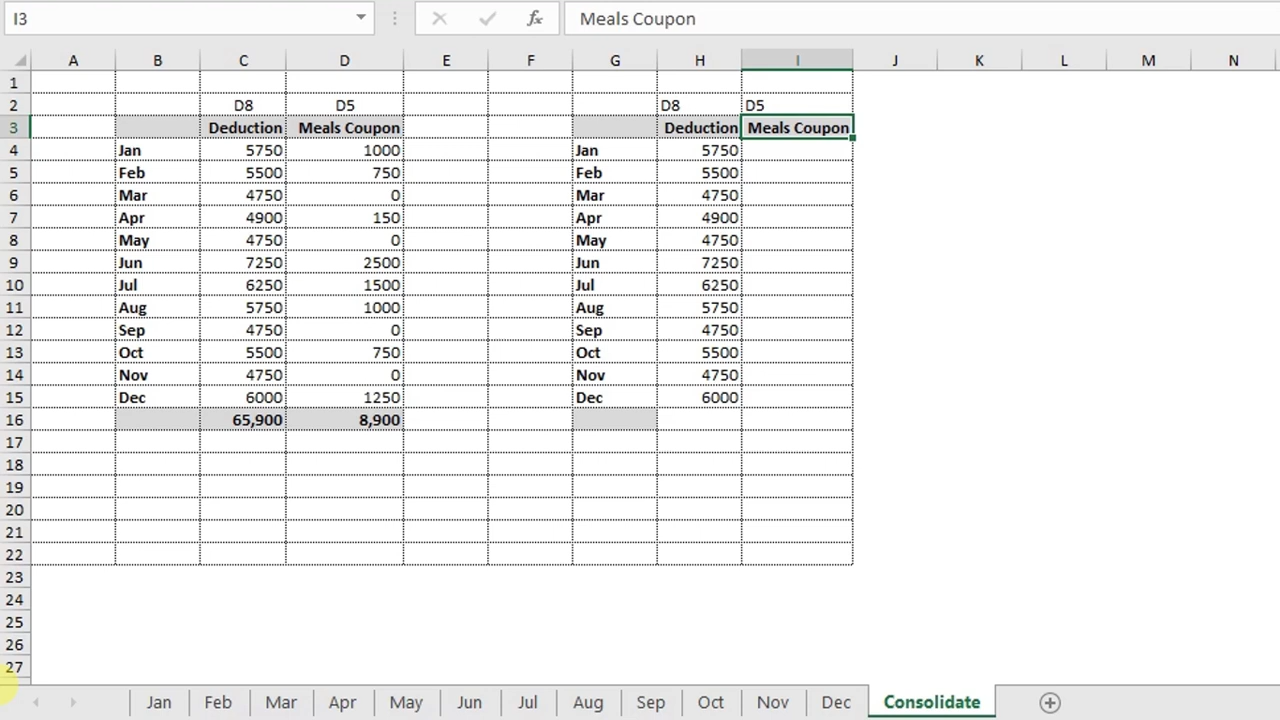 I3 fx Meals Coupon
A B C D E F G H I J K L M N
1
2 D8 D5 D8 D5
3 Deduction Meals Coupon Deduction Meals Coupon
4 Jan 5750 1000 Jan 5750
5 Feb 5500 750 Feb 5500
6 Mar 4750 0 Mar 4750
7 Apr 4900 150 Apr 4900
8 May 4750 0 May 4750
9 Jun 7250 2500 Jun 7250
10 Jul 6250 1500 Jul 6250
11 Aug 5750 1000 Aug 5750
12 Sep 4750 0 Sep 4750
13 Oct 5500 750 Oct 5500
14 Nov 4750 0 Nov 4750
15 Dec 6000 1250 Dec 6000
16 65,900 8,900
17
18
19
20
21
22
23
24
25
26
27
Jan Feb Mar Apr May Jun Jul Aug Sep Oct Nov Dec Consolidate